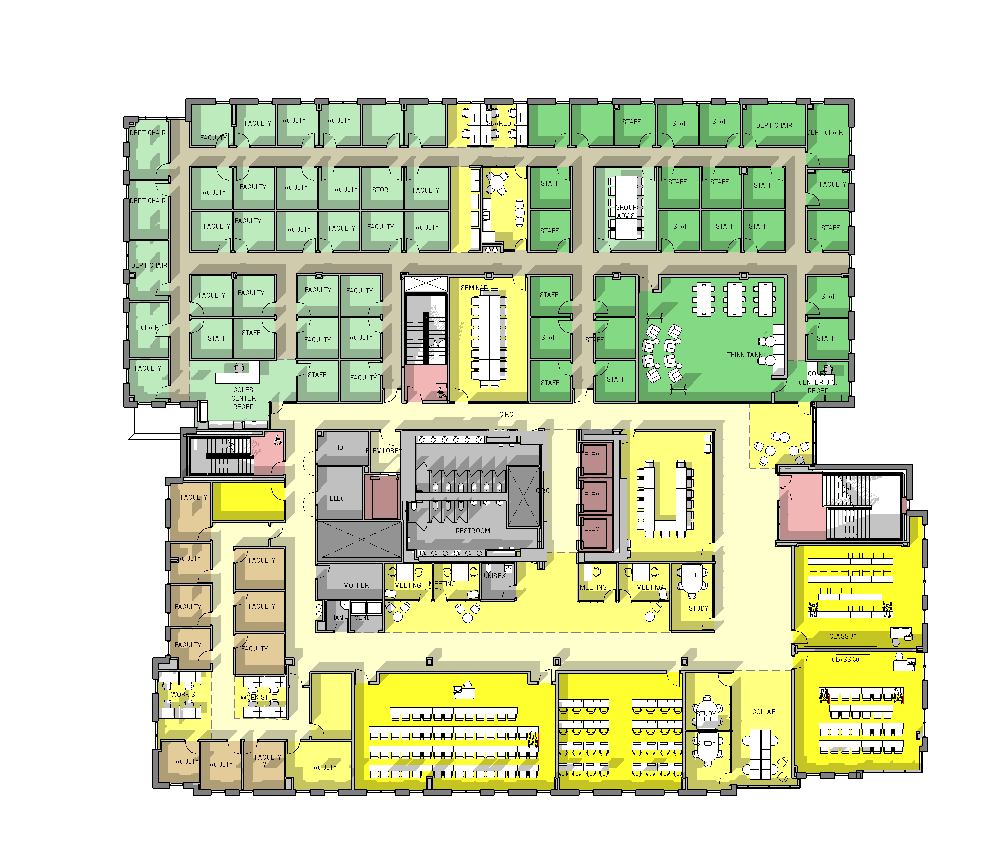 FACULTY
FACULTY
FACULTY
FACULTY
SHARED
STAFF
STAFF
STAFF
DEPT CHAIR
DEPT CHAIR
DEPT CHAIR
FACULTY
FACULTY
FACULTY
FACULTY
STOR
FACULTY
STAFF
STAFF
STAFF
STAFF
FACULTY
DEPT CHAIR
GROUP
ADVIS
FACULTY
FACULTY
FACULTY
FACULTY
FACULTY
FACULTY
STAFF
STAFF
STAFF
STAFF
STAFF
DEPT CHAIR
FACULTY
FACULTY
FACULTY
FACULTY
SEMINAR
STAFF
STAFF
CHAIR
STAFF
STAFF
FACULTY
FACULTY
STAFF
STAFF
STAFF
THINK TANK
FACULTY
STAFF
FACULTY
STAFF
STAFF
COLES
CENTER U.G.
RECEP
COLES
CENTER
RECEP
CIRC
IDF
ELEV LOBBY
ELEV
ELEC
CIRC
ELEV
FACULTY
RESTROOM
ELEV
?
FACULTY
FACULTY
MOTHER
MEETING
MEETING
UNISEX
MEETING
MEETING
FACULTY
FACULTY
STUDY
JAN
VEND
CLASS 30
FACULTY
FACULTY
CLASS 30
WORK ST
WORK ST
STUDY
COLLAB
STUDY
FACULTY
FACULTY
FACULTY
?
FACULTY